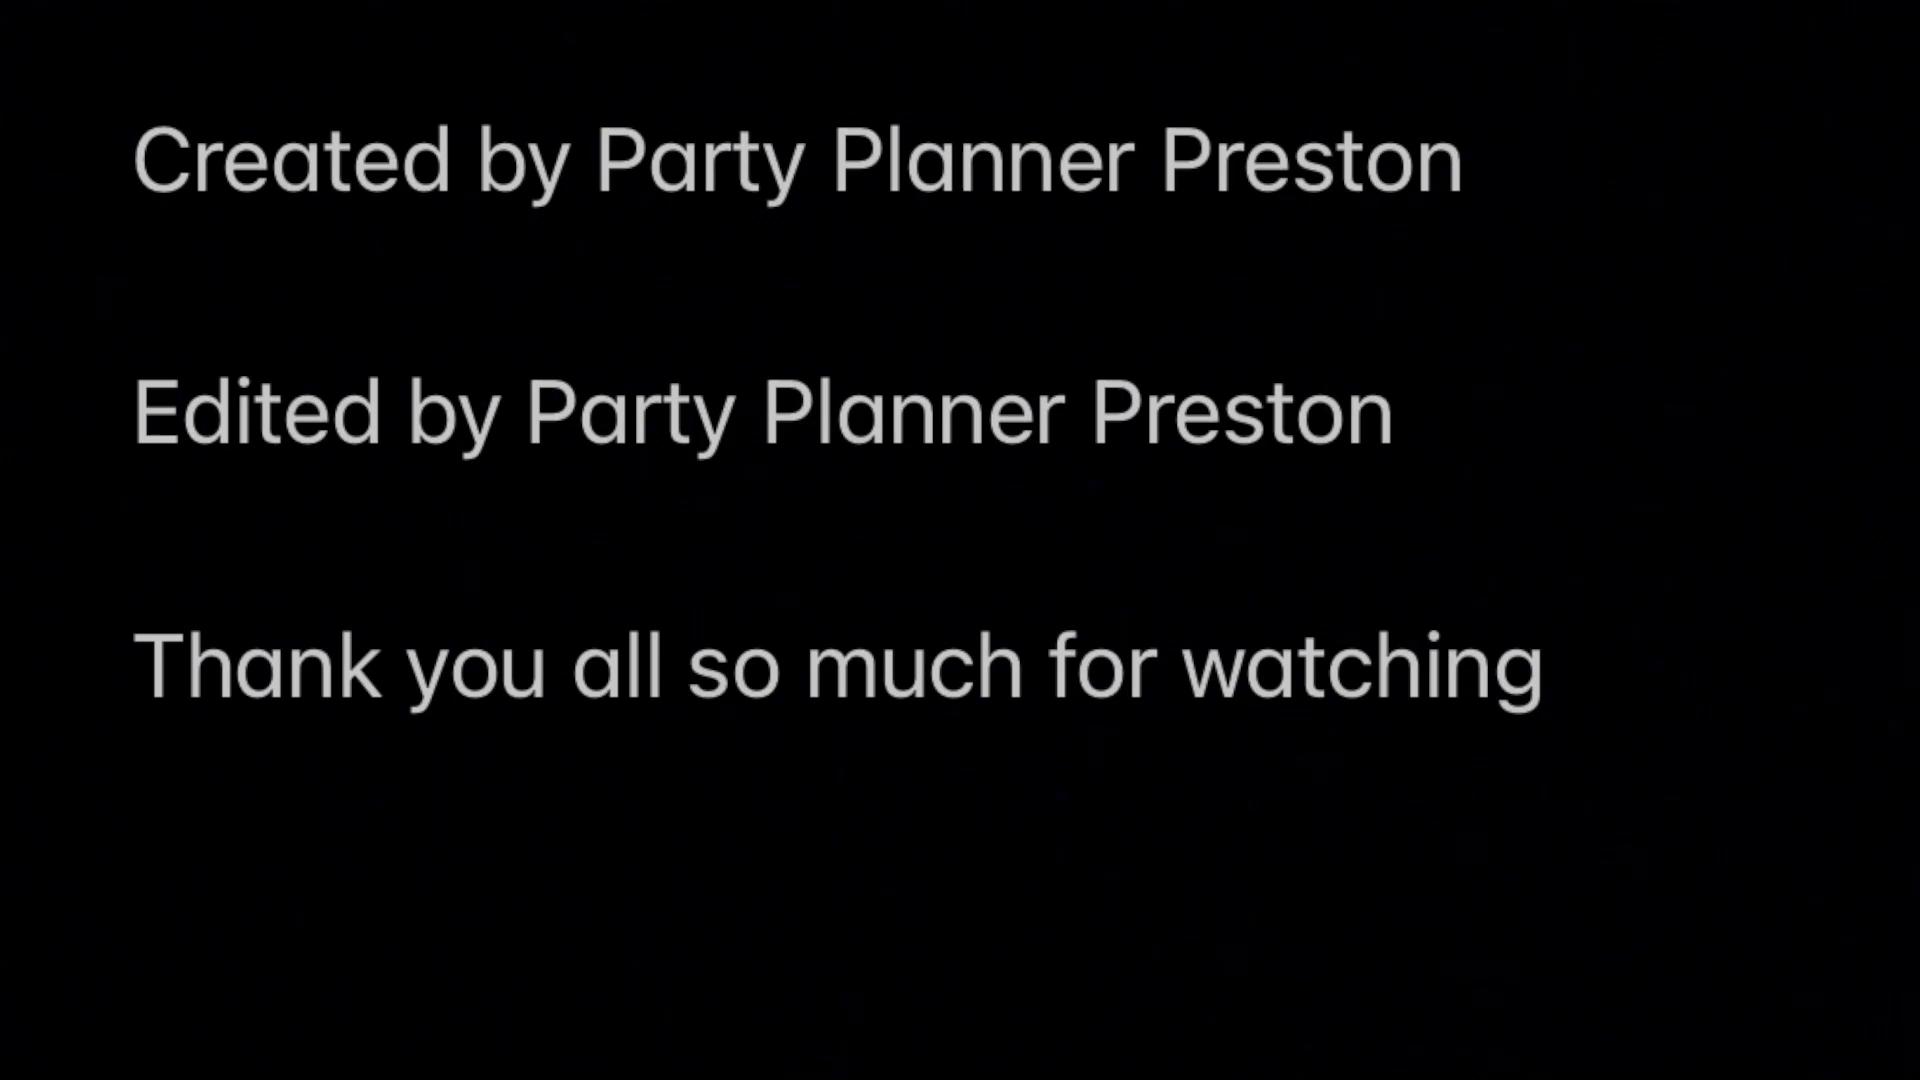 Created by Party Planner Preston
Edited by Party Planner Preston
Thank you all so much for watching